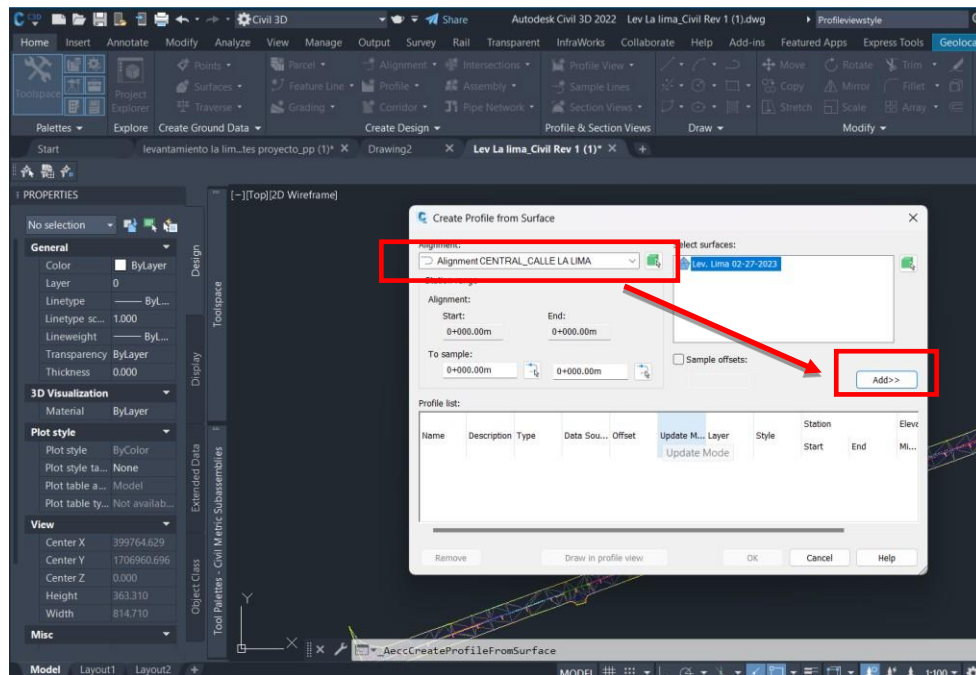 C 3D Civil 3D Share Autodesk Civil 3D 2022 Lev La lima_Civil Rev 1 (1).dwg Profileviewstyle
Home Insert Annotate Modify Analyze View Manage Output Survey Rail Transparent InfraWorks Collaborate Help Add-ins Featured Apps Express Tools Geoloca
Toolspace Project Explorer Points Parcel Alignment Intersections Profile View Move Rotate Trim
Surfaces Feature Line Profile Assembly Sample Lines Copy Mirror Fillet
Traverse Grading Corridor Pipe Network Section Views Stretch Scale Array
Palettes Explore Create Ground Data Create Design Profile & Section Views Draw Modify
Start levantamiento la lim...tes proyecto_pp (1)* Drawing2 Lev La lima_Civil Rev 1 (1)*
PROPERTIES
[−][Top][2D Wireframe]
No selection
General
Color ByLayer
Layer 0
Linetype ByL...
Linetype sc... 1.000
Lineweight ByL...
Transparency ByLayer
Thickness 0.000
3D Visualization
Material ByLayer
Plot style
Plot style ByColor
Plot style ta... None
Plot table a... Model
Plot table ty... Not availab...
View
Center X 399764.629
Center Y 1706960.696
Center Z 0.000
Height 363.310
Width 814.710
Misc
Design
Display
Extended Data
Object Class
Toolspace
Tool Palettes - Civil Metric Subassemblies
Create Profile from Surface
Alignment: Select surfaces:
Alignment CENTRAL_CALLE LA LIMA Lev. Lima 02-27-2023
Alignment:
Start: End:
0+000.00m 0+000.00m
To sample:
0+000.00m 0+000.00m
Sample offsets:
Add>>
Profile list:
Name Description Type Data Sou... Offset Update M... Layer Style Station Eleva
Start End Mi...
Update Mode
Remove Draw in profile view OK Cancel Help
Y
X
_AeccCreateProfileFromSurface
Model Layout1 Layout2 + MODEL 1:100